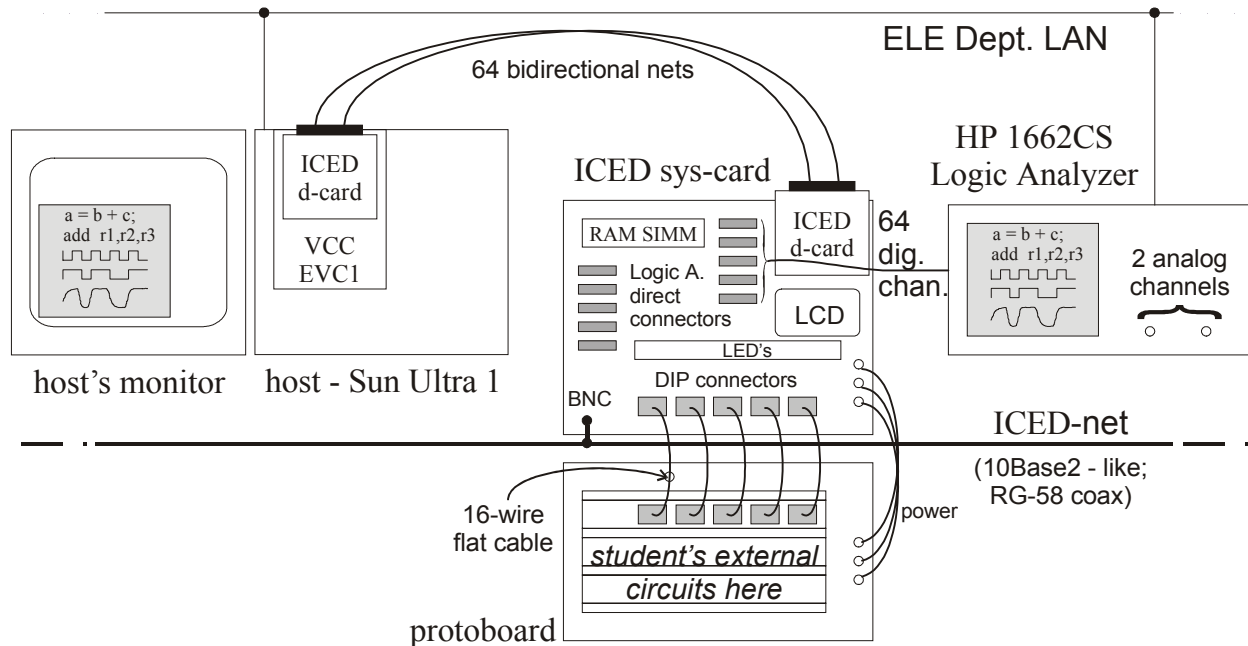 ELE Dept. LAN
64 bidirectional nets
ICED
d-card
VCC
EVC1
a = b + c;
add r1,r2,r3
host's monitor
host - Sun Ultra 1
ICED sys-card
RAM SIMM
ICED
d-card
Logic A.
direct
connectors
LCD
LED's
DIP connectors
BNC
64
dig.
chan.
HP 1662CS
Logic Analyzer
a = b + c;
add r1,r2,r3
2 analog
channels
ICED-net
(10Base2 - like;
RG-58 coax)
power
16-wire
flat cable
student's external
circuits here
protoboard